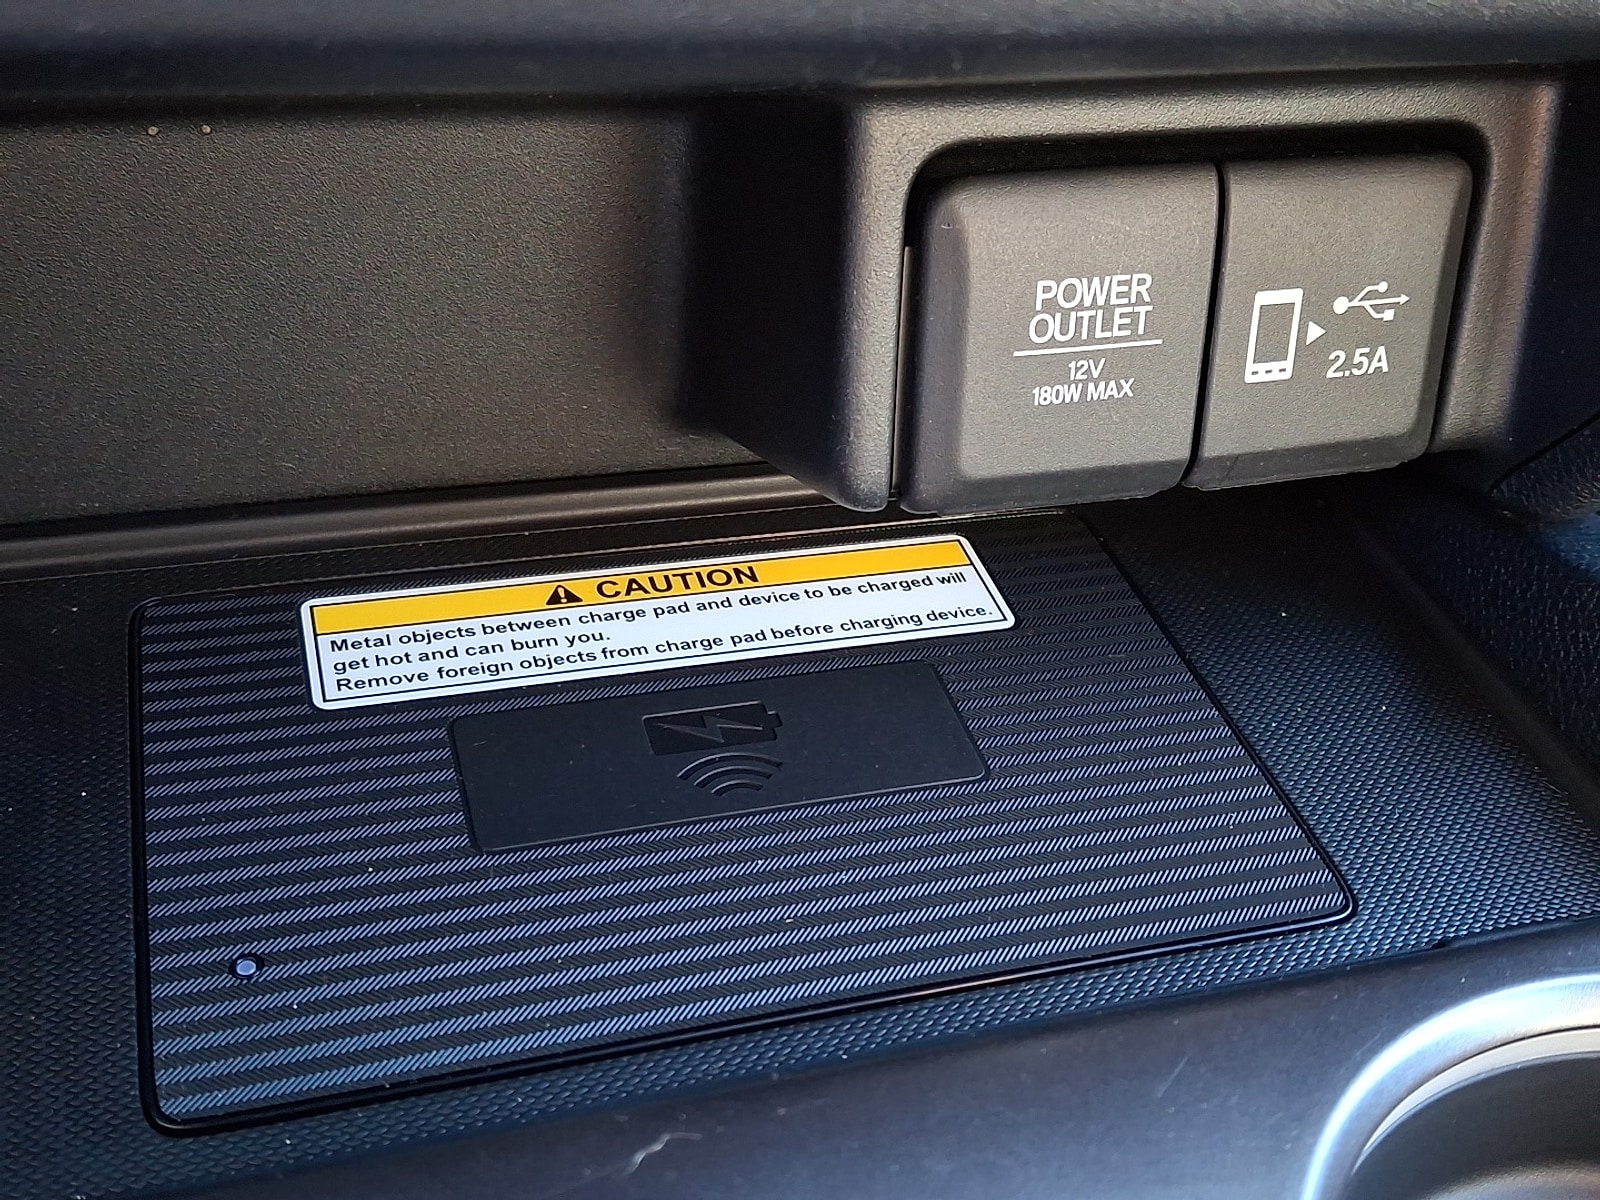 POWER
OUTLET
12V
180W MAX
2.5A
CAUTION
Metal objects between charge pad and device to be charged will
get hot and can burn you.
Remove foreign objects from charge pad before charging device.